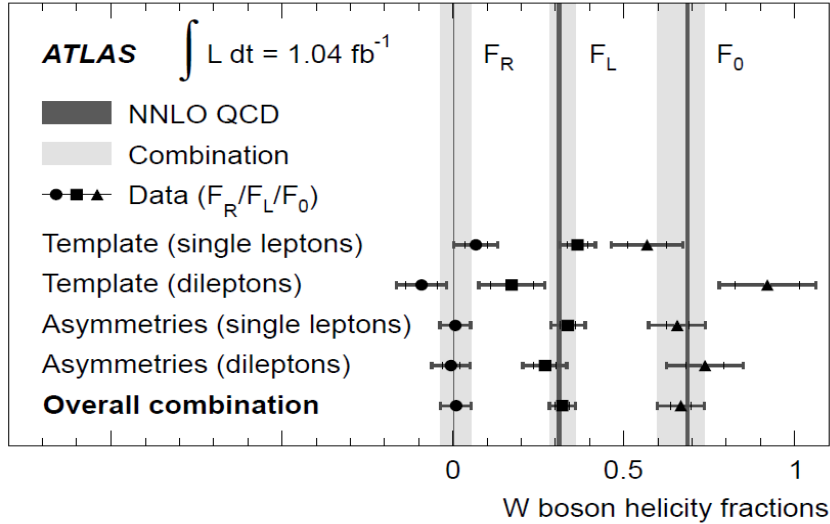 ATLAS ∫ L dt = 1.04 fb⁻¹ F_R F_L F_0
NNLO QCD
Combination
Data (F_R/F_L/F_0)
Template (single leptons)
Template (dileptons)
Asymmetries (single leptons)
Asymmetries (dileptons)
Overall combination
0 0.5 1
W boson helicity fractions